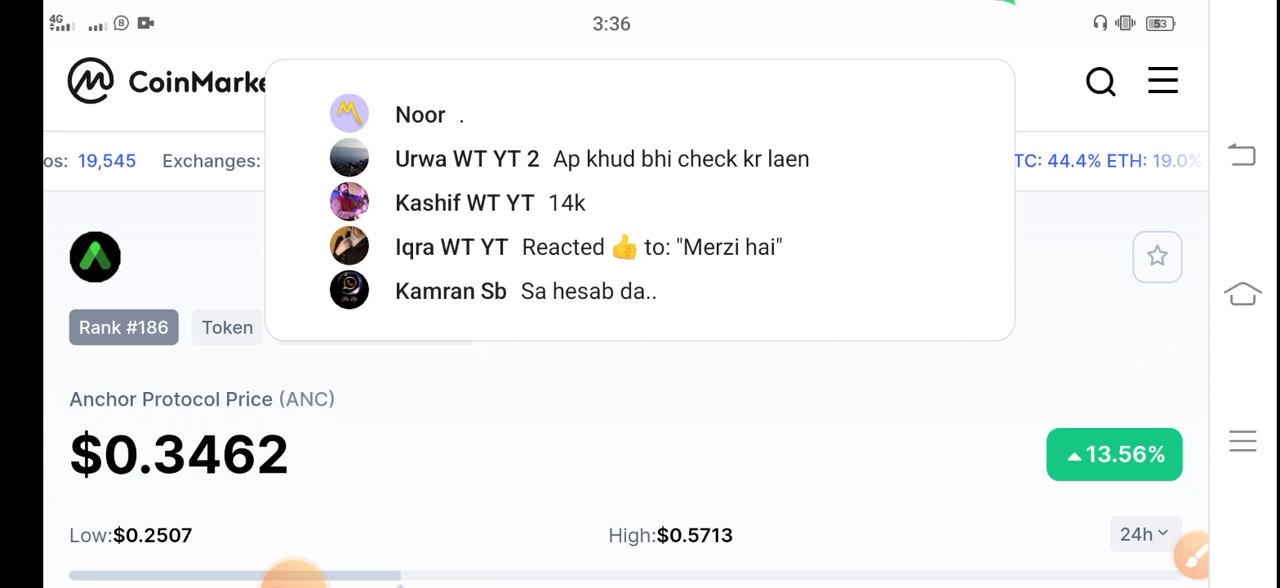 4G
3:36
53
CoinMarke
os: 19,545 Exchanges:
TC: 44.4% ETH: 19.0%
Noor .
Urwa WT YT 2 Ap khud bhi check kr laen
Kashif WT YT 14k
Iqra WT YT Reacted 👍 to: "Merzi hai"
Kamran Sb Sa hesab da..
Rank #186 Token
Anchor Protocol Price (ANC)
$0.3462
13.56%
Low:$0.2507 High:$0.5713 24h